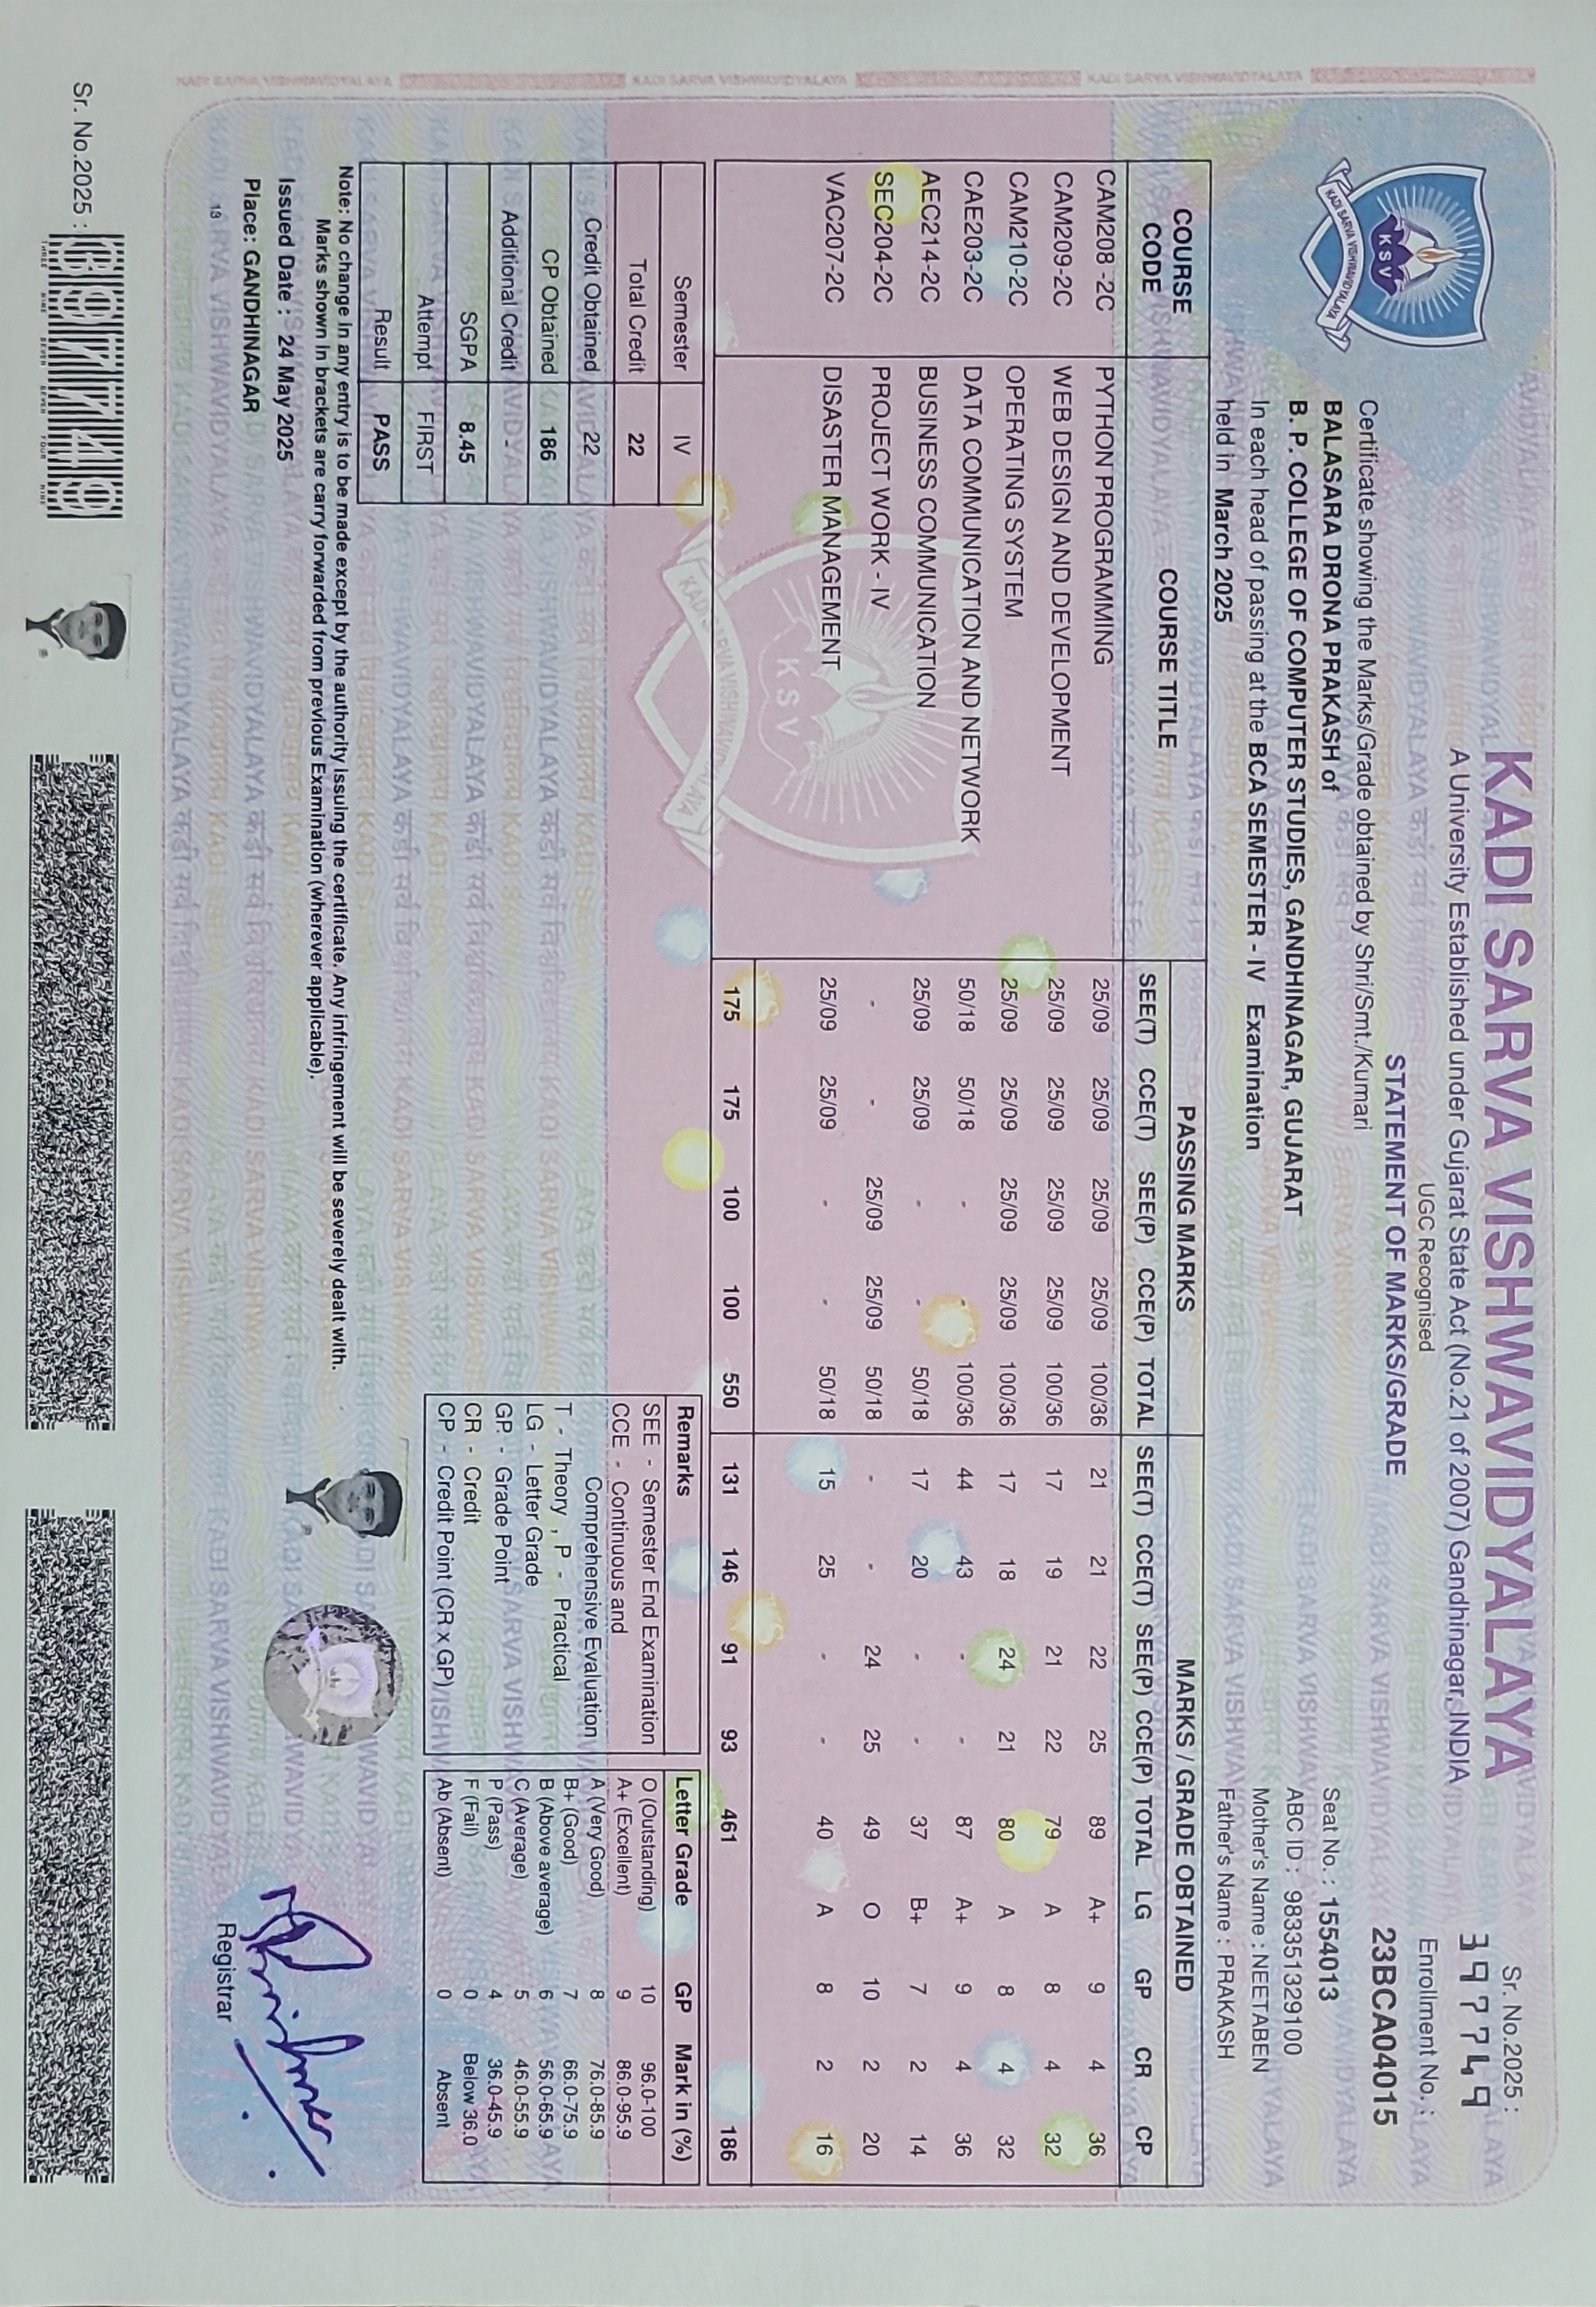 KADI SARVA VISHWAVIDYALAYA
A University Established under Gujarat State Act (No.21 of 2007) Gandhinagar, INDIA
UGC Recognised
STATEMENT OF MARKS/GRADE
Sr. No.2025 :
397749
Enrollment No. :
23BCA04015
KSV
KADI SARVA VISHWAVIDYALAYA
Certificate showing the Marks/Grade obtained by Shri/Smt./Kumari
BALASARA DRONA PRAKASH of
B. P. COLLEGE OF COMPUTER STUDIES, GANDHINAGAR, GUJARAT
In each head of passing at the BCA SEMESTER - IV Examination
held in March 2025
Seat No. : 1554013
ABC ID : 983351329100
Mother's Name : NEETABEN
Father's Name : PRAKASH
COURSE CODE COURSE TITLE PASSING MARKS MARKS / GRADE OBTAINED
SEE(T) CCE(T) SEE(P) CCE(P) TOTAL SEE(T) CCE(T) SEE(P) CCE(P) TOTAL LG GP CR CP
CAM208 -2C PYTHON PROGRAMMING 25/09 25/09 25/09 25/09 100/36 21 21 22 25 89 A+ 9 4 36
CAM209-2C WEB DESIGN AND DEVELOPMENT 25/09 25/09 25/09 25/09 100/36 17 19 21 22 79 A 8 4 32
CAM210-2C OPERATING SYSTEM 25/09 25/09 25/09 25/09 100/36 17 18 24 21 80 A 8 4 32
CAE203-2C DATA COMMUNICATION AND NETWORK 50/18 50/18 - - 100/36 44 43 - - 87 A+ 9 4 36
AEC214-2C BUSINESS COMMUNICATION 25/09 25/09 - - 50/18 17 20 - - 37 B+ 7 2 14
SEC204-2C PROJECT WORK - IV - - 25/09 25/09 50/18 - - 24 25 49 O 10 2 20
VAC207-2C DISASTER MANAGEMENT 25/09 25/09 - - 50/18 15 25 - - 40 A 8 2 16
175 175 100 100 550 131 146 91 93 461 186
KSV
KADI SARVA VISHWAVIDYALAYA
Semester IV
Total Credit 22
Credit Obtained 22
CP Obtained 186
Additional Credit -
SGPA 8.45
Attempt FIRST
Result PASS
Remarks
SEE - Semester End Examination
CCE - Continuous and
Comprehensive Evaluation
T - Theory , P - Practical
LG - Letter Grade
GP. - Grade Point
CR - Credit
CP - Credit Point (CR x GP)
Letter Grade GP Mark in (%)
O (Outstanding) 10 96.0-100
A+ (Excellent) 9 86.0-95.9
A (Very Good) 8 76.0-85.9
B+ (Good) 7 66.0-75.9
B (Above average) 6 56.0-65.9
C (Average) 5 46.0-55.9
P (Pass) 4 36.0-45.9
F (Fail) 0 Below 36.0
Ab (Absent) 0 Absent
Note: No change in any entry is to be made except by the authority issuing the certificate. Any infringement will be severely dealt with.
Marks shown in brackets are carry forwarded from previous Examination (wherever applicable).
Issued Date : 24 May 2025
Place: GANDHINAGAR
13
Registrar
Sr. No.2025 : 397749
THREE NINE SEVEN SEVEN FOUR NINE